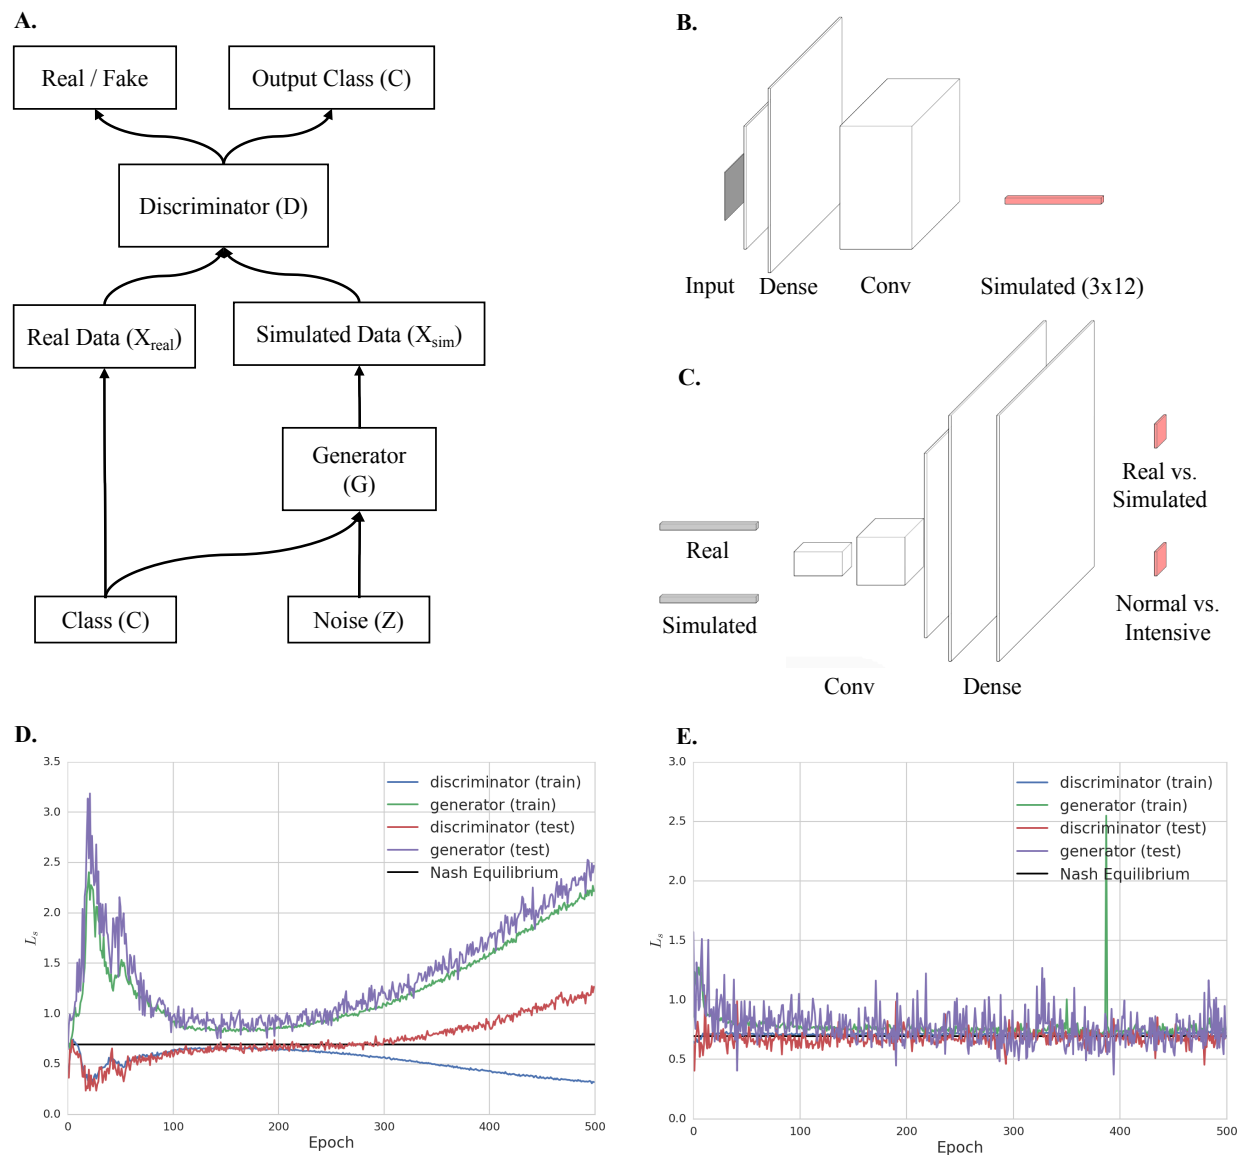 A.
Real / Fake
Output Class (C)
Discriminator (D)
Real Data (Xreal)
Simulated Data (Xsim)
Generator
(G)
Class (C)
Noise (Z)
B.
Input
Dense
Conv
Simulated (3x12)
C.
Real
Simulated
Conv
Dense
Real vs.
Simulated
Normal vs.
Intensive
D.
3.5
3.0
2.5
2.0
1.5
1.0
0.5
0.0
Ls
discriminator (train)
generator (train)
discriminator (test)
generator (test)
Nash Equilibrium
0 100 200 300 400 500
Epoch
E.
3.0
2.5
2.0
1.5
1.0
0.5
0.0
Ls
discriminator (train)
generator (train)
discriminator (test)
generator (test)
Nash Equilibrium
0 100 200 300 400 500
Epoch